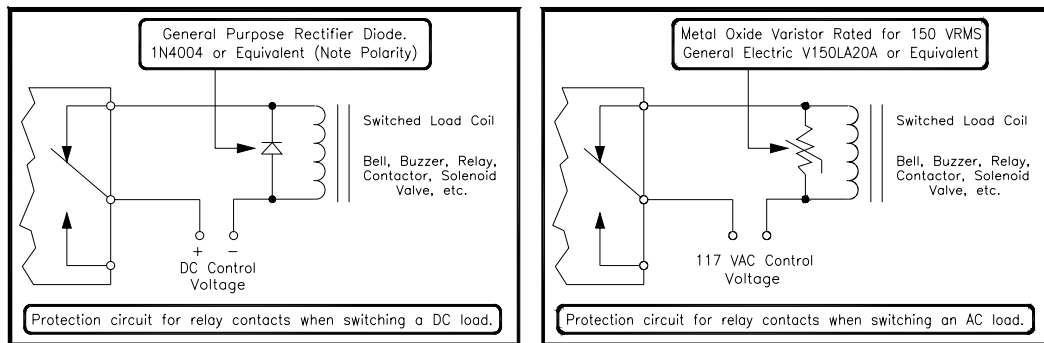 General Purpose Rectifier Diode.
1N4004 or Equivalent (Note Polarity)
Switched Load Coil
Bell, Buzzer, Relay,
Contactor, Solenoid
Valve, etc.
+ −
DC Control
Voltage
Protection circuit for relay contacts when switching a DC load.
Metal Oxide Varistor Rated for 150 VRMS
General Electric V150LA20A or Equivalent
Switched Load Coil
Bell, Buzzer, Relay,
Contactor, Solenoid
Valve, etc.
117 VAC Control
Voltage
Protection circuit for relay contacts when switching an AC load.